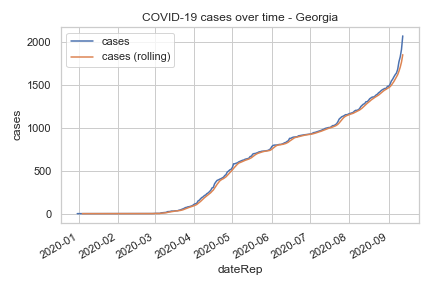 COVID-19 cases over time - Georgia
cases
cases (rolling)
2000
1500
1000
500
0
cases
2020-01
2020-02
2020-03
2020-04
2020-05
2020-06
2020-07
2020-08
2020-09
dateRep